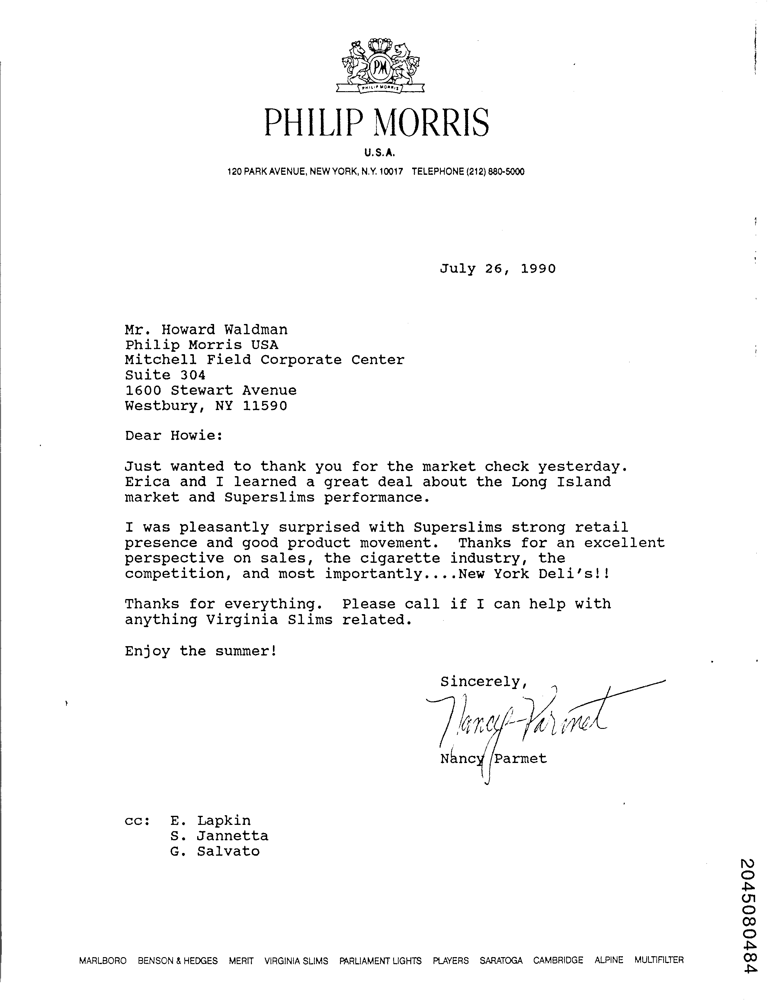 PM
PHILIP MORRIS
PHILIP MORRIS
U.S.A.
120 PARK AVENUE, NEW YORK, N.Y. 10017 TELEPHONE (212) 880-5000
July 26, 1990
Mr. Howard Waldman
Philip Morris USA
Mitchell Field Corporate Center
Suite 304
1600 Stewart Avenue
Westbury, NY 11590
Dear Howie:
Just wanted to thank you for the market check yesterday.
Erica and I learned a great deal about the Long Island
market and Superslims performance.
I was pleasantly surprised with Superslims strong retail
presence and good product movement. Thanks for an excellent
perspective on sales, the cigarette industry, the
competition, and most importantly....New York Deli's!!
Thanks for everything. Please call if I can help with
anything Virginia Slims related.
Enjoy the summer!
Sincerely,
Nancy Parmet
Nancy Parmet
cc: E. Lapkin
S. Jannetta
G. Salvato
2045080484
MARLBORO BENSON & HEDGES MERIT VIRGINIA SLIMS PARLIAMENT LIGHTS PLAYERS SARATOGA CAMBRIDGE ALPINE MULTIFILTER